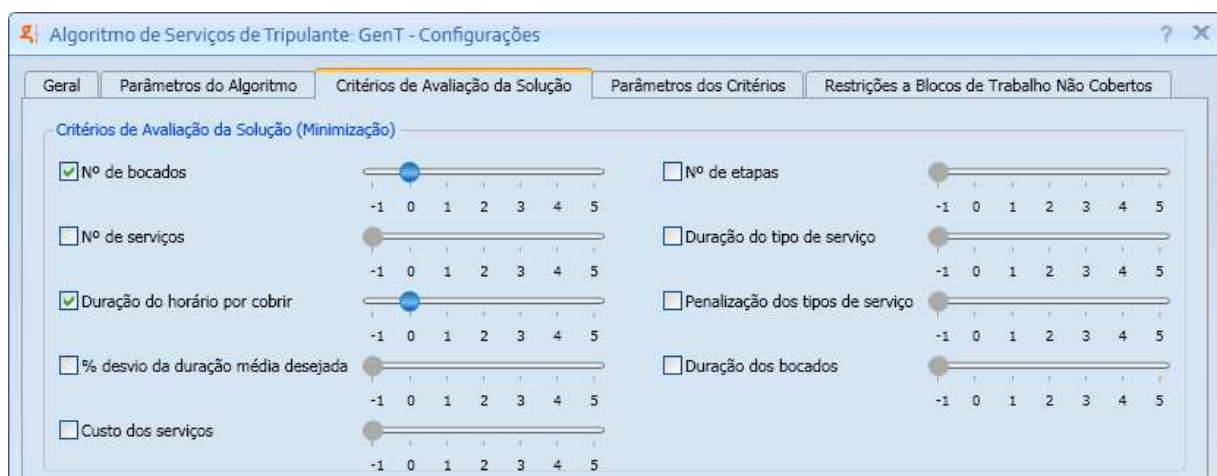 Algoritmo de Serviços de Tripulante: GenT - Configurações
Geral Parâmetros do Algoritmo Critérios de Avaliação da Solução Parâmetros dos Critérios Restrições a Blocos de Trabalho Não Cobertos
Critérios de Avaliação da Solução (Minimização)
Nº de bocados
-1 0 1 2 3 4 5
Nº de serviços
-1 0 1 2 3 4 5
Duração do horário por cobrir
-1 0 1 2 3 4 5
% desvio da duração média desejada
-1 0 1 2 3 4 5
Custo dos serviços
-1 0 1 2 3 4 5
Nº de etapas
-1 0 1 2 3 4 5
Duração do tipo de serviço
-1 0 1 2 3 4 5
Penalização dos tipos de serviço
-1 0 1 2 3 4 5
Duração dos bocados
-1 0 1 2 3 4 5